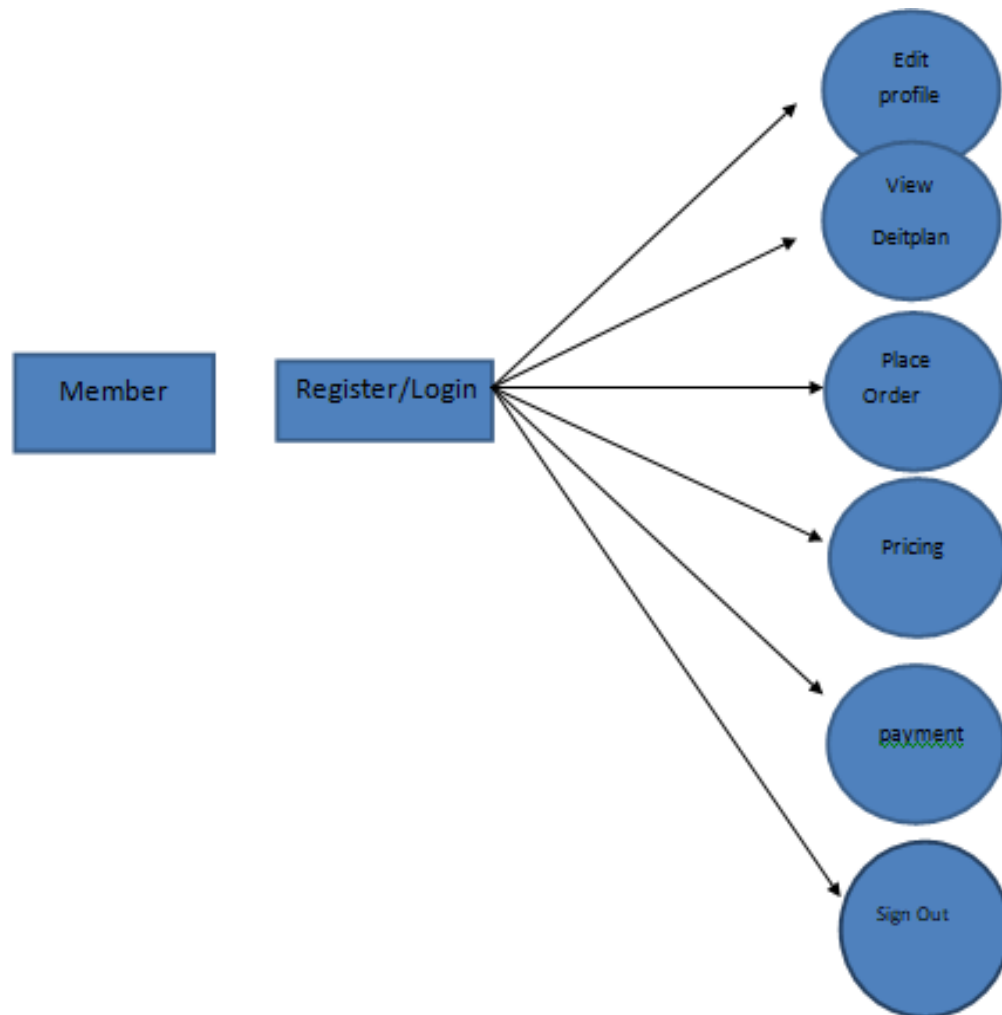 Member
Register/Login
Edit
profile
View
Deitplan
Place
Order
Pricing
payment
Sign Out